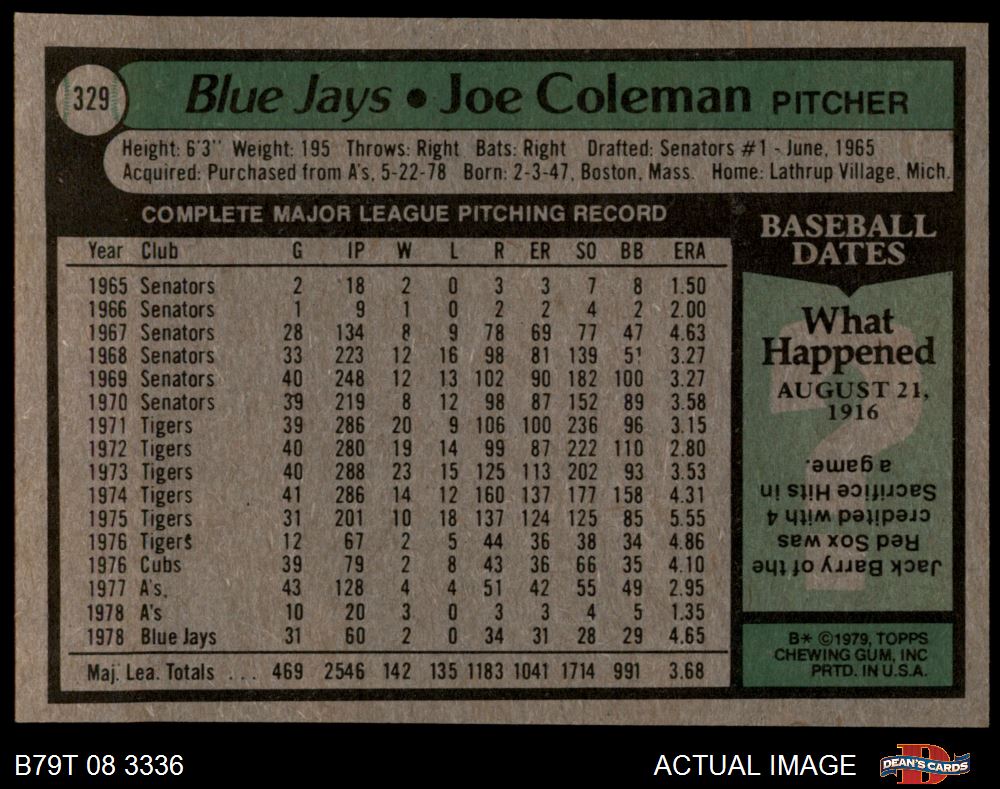 329
Blue Jays • Joe Coleman PITCHER
Height: 6'3" Weight: 195 Throws: Right Bats: Right Drafted: Senators #1 - June, 1965
Acquired: Purchased from A's, 5-22-78 Born: 2-3-47, Boston, Mass. Home: Lathrup Village, Mich.
COMPLETE MAJOR LEAGUE PITCHING RECORD
Year Club G IP W L R ER SO BB ERA
1965 Senators 2 18 2 0 3 3 7 8 1.50
1966 Senators 1 9 1 0 2 2 4 2 2.00
1967 Senators 28 134 8 9 78 69 77 47 4.63
1968 Senators 33 223 12 16 98 81 139 51 3.27
1969 Senators 40 248 12 13 102 90 182 100 3.27
1970 Senators 39 219 8 12 98 87 152 89 3.58
1971 Tigers 39 286 20 9 106 100 236 96 3.15
1972 Tigers 40 280 19 14 99 87 222 110 2.80
1973 Tigers 40 288 23 15 125 113 202 93 3.53
1974 Tigers 41 286 14 12 160 137 177 158 4.31
1975 Tigers 31 201 10 18 137 124 125 85 5.55
1976 Tigers 12 67 2 5 44 36 38 34 4.86
1976 Cubs 39 79 2 8 43 36 66 35 4.10
1977 A's. 43 128 4 4 51 42 55 49 2.95
1978 A's 10 20 3 0 3 3 4 5 1.35
1978 Blue Jays 31 60 2 0 34 31 28 29 4.65
Maj. Lea. Totals ... 469 2546 142 135 1183 1041 1714 991 3.68
BASEBALL
DATES
What
Happened
AUGUST 21,
1916
Jack Barry of the
Red Sox was
credited with 4
Sacrifice Hits in
a game.
B* ©1979, TOPPS
CHEWING GUM, INC
PRTD. IN U.S.A.
B79T 08 3336
ACTUAL IMAGE
DEAN'S CARDS